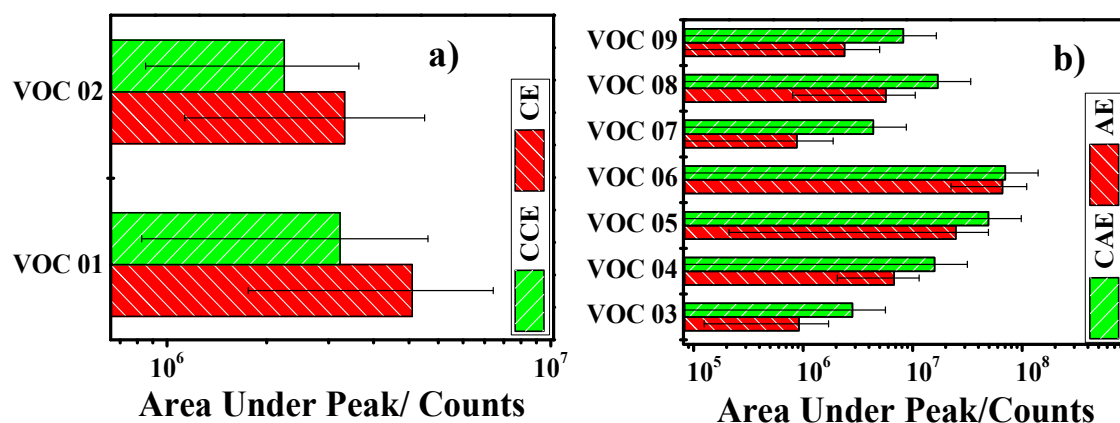 a)
VOC 02
VOC 01
10^6
10^7
Area Under Peak/ Counts
CCE
CE
b)
VOC 09
VOC 08
VOC 07
VOC 06
VOC 05
VOC 04
VOC 03
10^5
10^6
10^7
10^8
Area Under Peak/Counts
CAE
AE